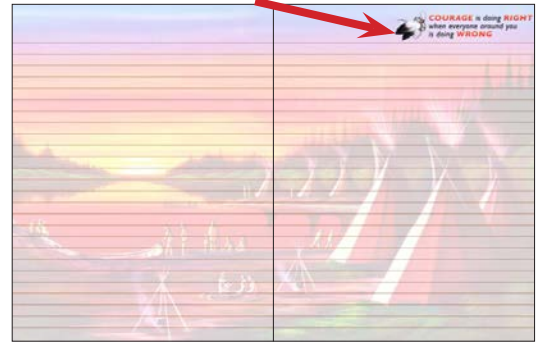 COURAGE is doing RIGHT
when everyone around you
is doing WRONG